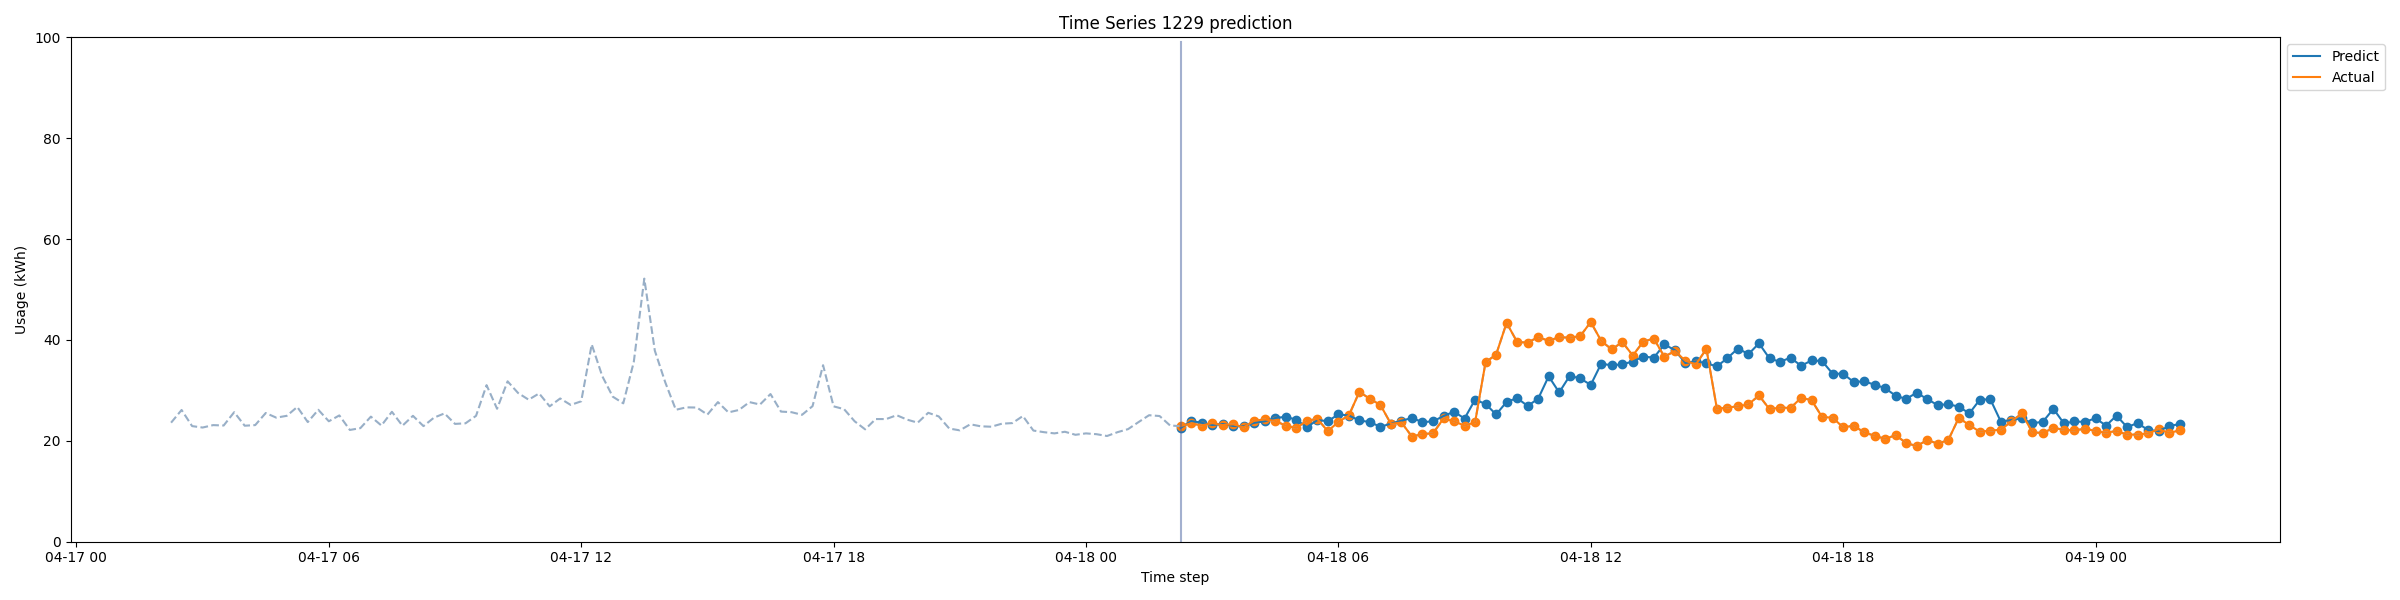 Time Series 1229 prediction
Predict
Actual
Usage (kWh)
100
80
60
40
20
0
04-17 00 04-17 06 04-17 12 04-17 18 04-18 00 04-18 06 04-18 12 04-18 18 04-19 00
Time step